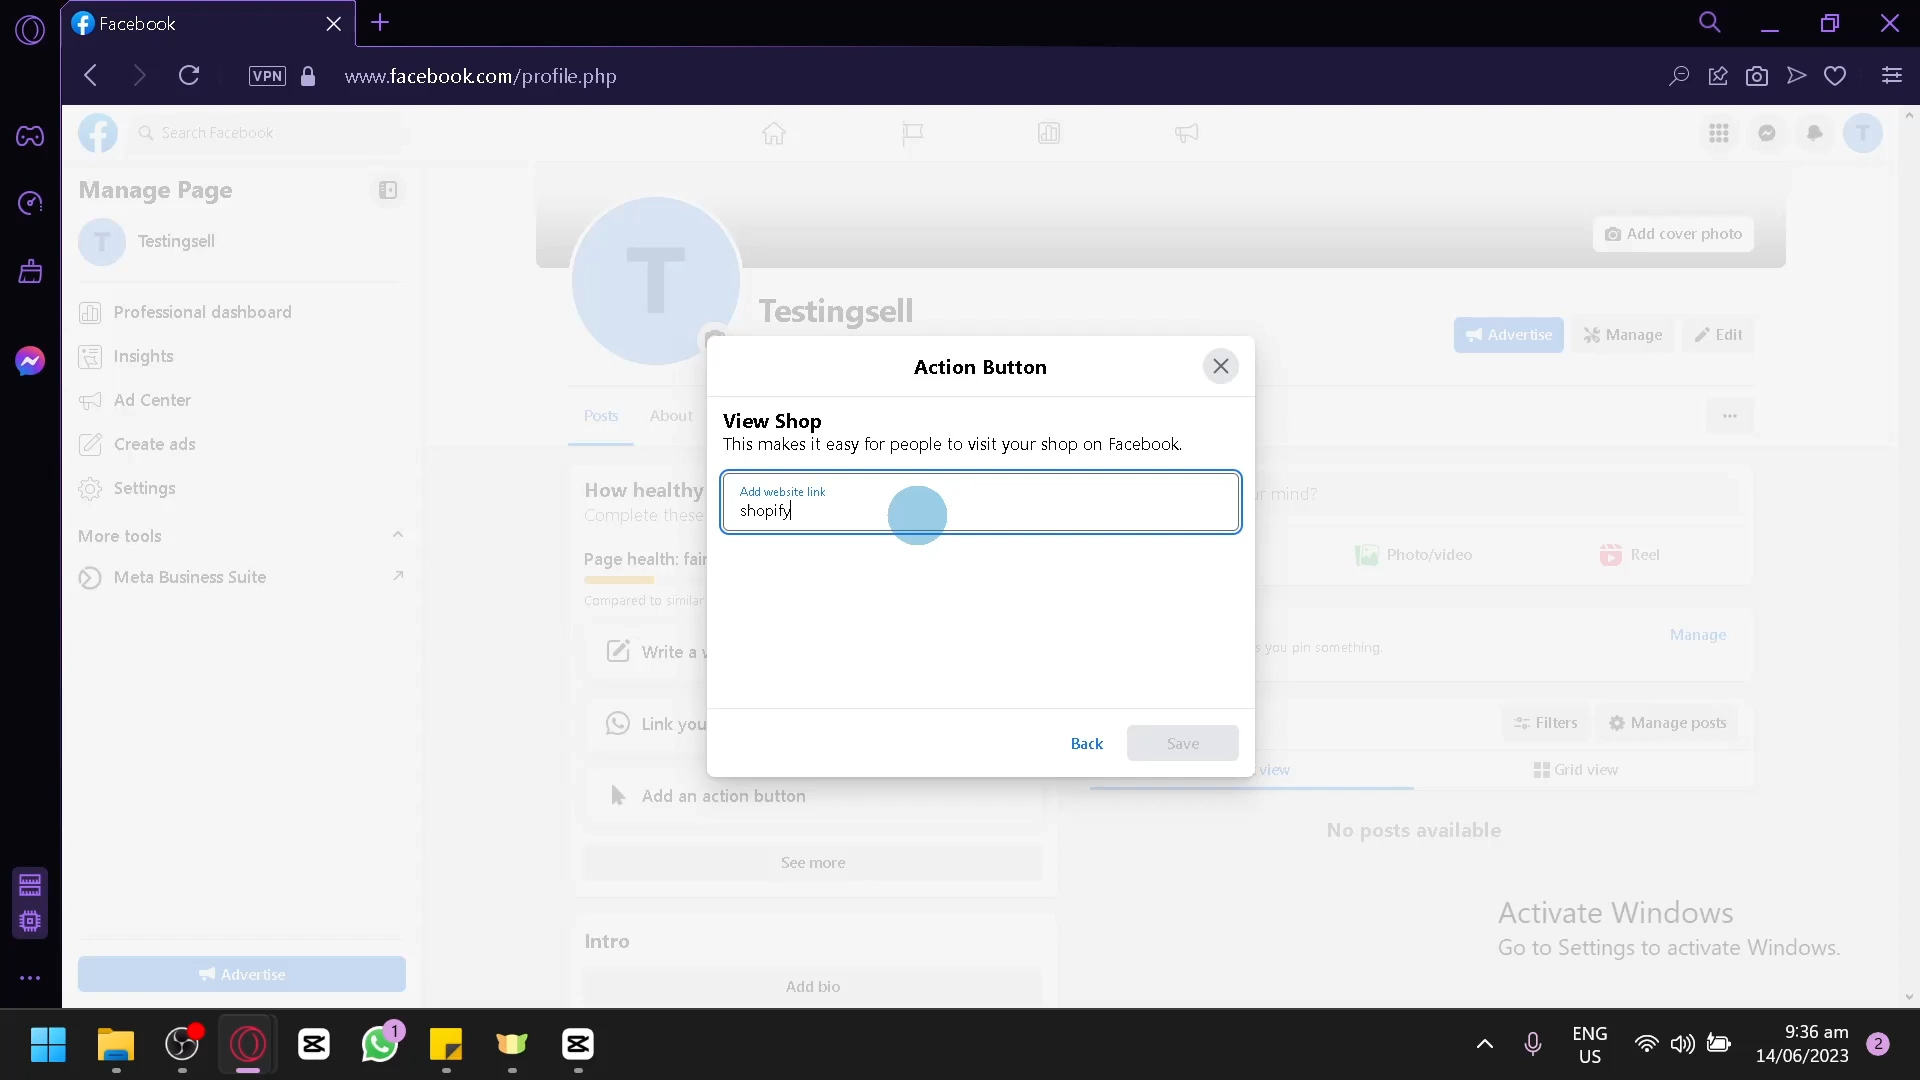 Facebook
VPN
www.facebook.com/profile.php
Search Facebook
T
Manage Page
T
Testingsell
Professional dashboard
Insights
Ad Center
Create ads
Settings
More tools
Meta Business Suite
Advertise
Add cover photo
T
Testingsell
Advertise
Manage
Edit
Posts
About
How healthy
Complete these
Page health: fair
Compared to similar
Write a w
Link you
Add an action button
See more
Intro
Add bio
Action Button
View Shop
This makes it easy for people to visit your shop on Facebook.
Add website link
shopify
Back
Save
ur mind?
Photo/video
Reel
Manage
s you pin something.
Filters
Manage posts
view
Grid view
No posts available
Activate Windows
Go to Settings to activate Windows.
1
ENG
US
9:36 am
14/06/2023
2